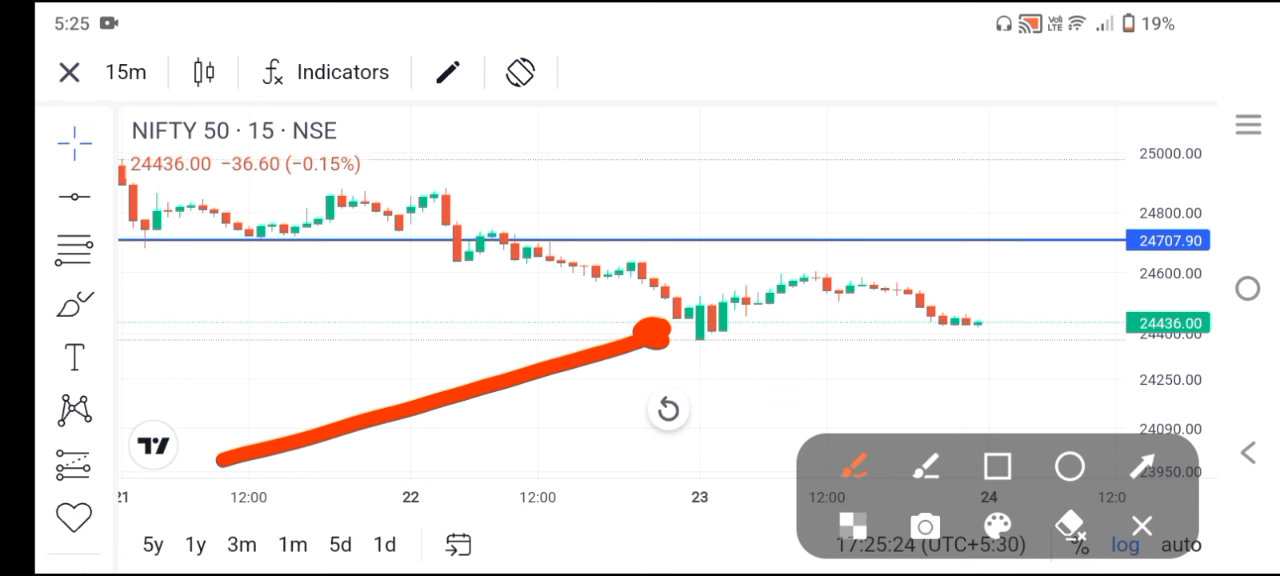 5:25 Vol) LTE 19%
15m Indicators
NIFTY 50 · 15 · NSE
24436.00 −36.60 (−0.15%)
25000.00
24800.00
24707.90
24600.00
24436.00
24400.00
24250.00
24090.00
23950.00
21 12:00 22 12:00 23 12:00 24 12:0
5y 1y 3m 1m 5d 1d 17:25:24 (UTC+5:30) % log auto